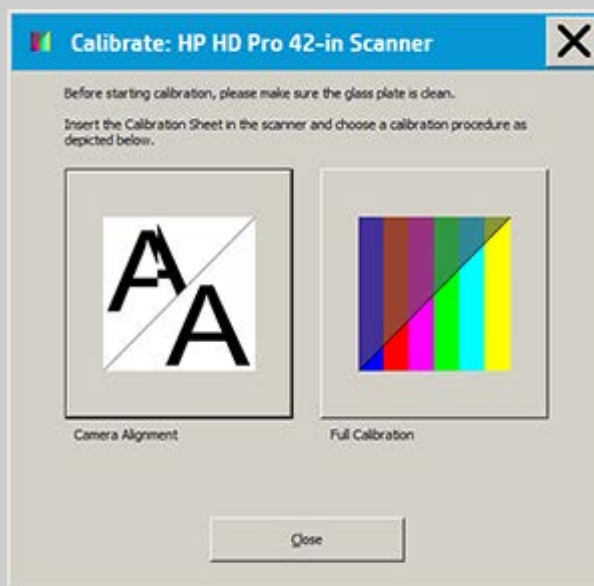 Calibrate: HP HD Pro 42-in Scanner
Before starting calibration, please make sure the glass plate is clean.
Insert the Calibration Sheet in the scanner and choose a calibration procedure as
depicted below.
A A
Camera Alignment
Full Calibration
Close